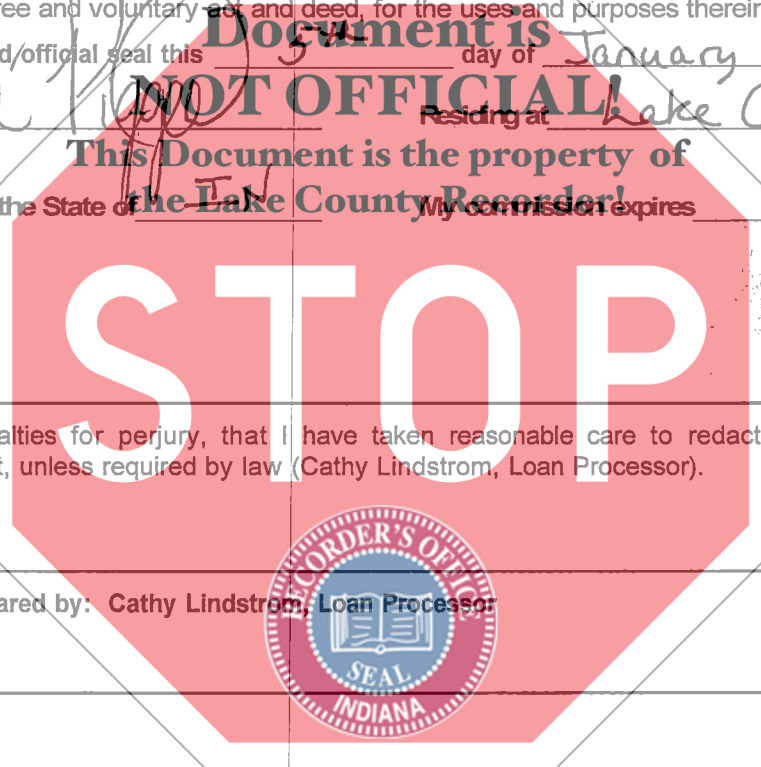 ree and voluntary act and deed, for the uses and purposes therein
Document is
d official seal this 5th day of January
NOT OFFICIAL!
Residing at Lake C
This Document is the property of
the Lake County Recorder!
the State of IN My commission expires
STOP
alties for perjury, that I have taken reasonable care to redact
t, unless required by law (Cathy Lindstrom, Loan Processor).
ared by: Cathy Lindstrom, Loan Processor
RECORDER'S OFFICE
SEAL
INDIANA